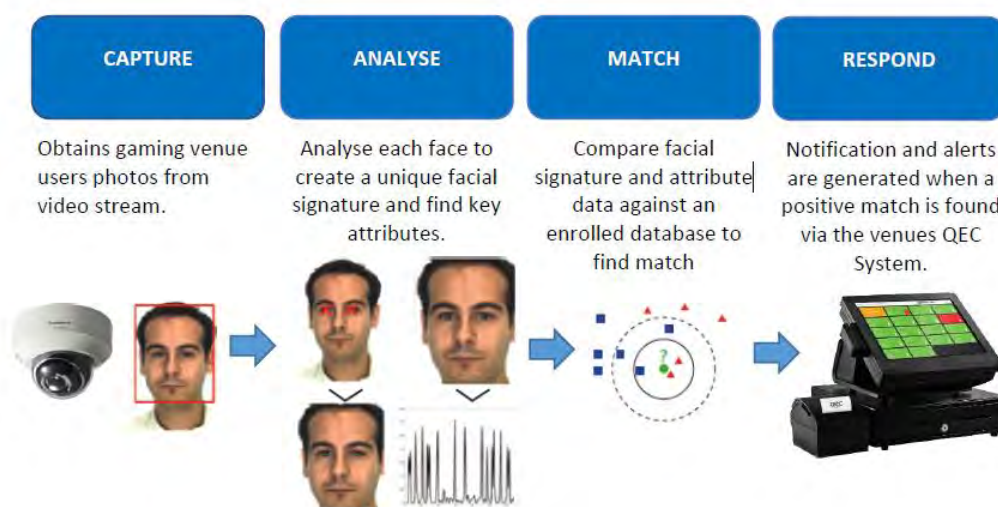 CAPTURE
ANALYSE
MATCH
RESPOND
Obtains gaming venue
users photos from
video stream.
Analyse each face to
create a unique facial
signature and find key
attributes.
Compare facial
signature and attribute
data against an
enrolled database to
find match
Notification and alerts
are generated when a
positive match is found
via the venues QEC
System.
?
QEC